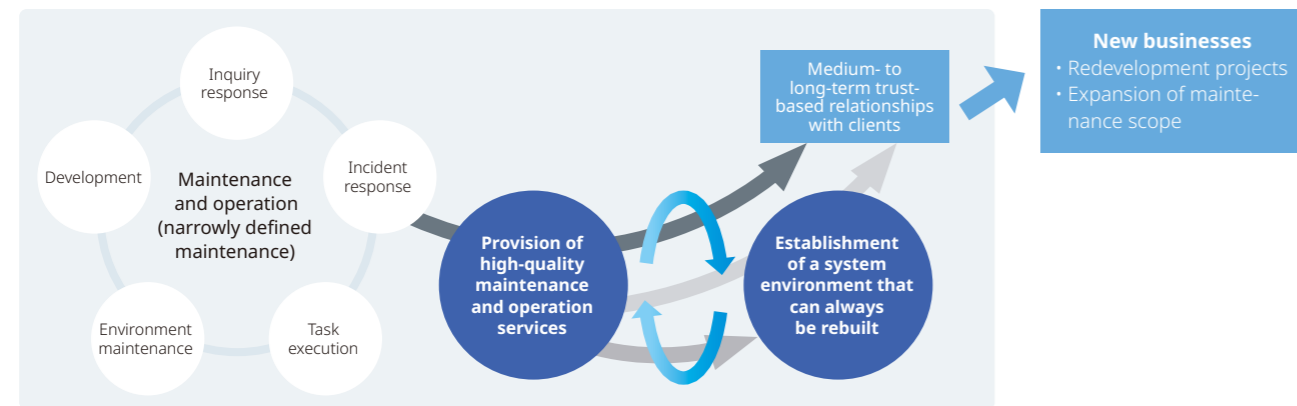 Inquiry
response
Development
Incident
response
Maintenance
and operation
(narrowly defined
maintenance)
Environment
maintenance
Task
execution
Provision of
high-quality
maintenance
and operation
services
Establishment
of a system
environment that
can always
be rebuilt
Medium- to
long-term trust-
based relationships
with clients
New businesses
・Redevelopment projects
・Expansion of mainte-
nance scope